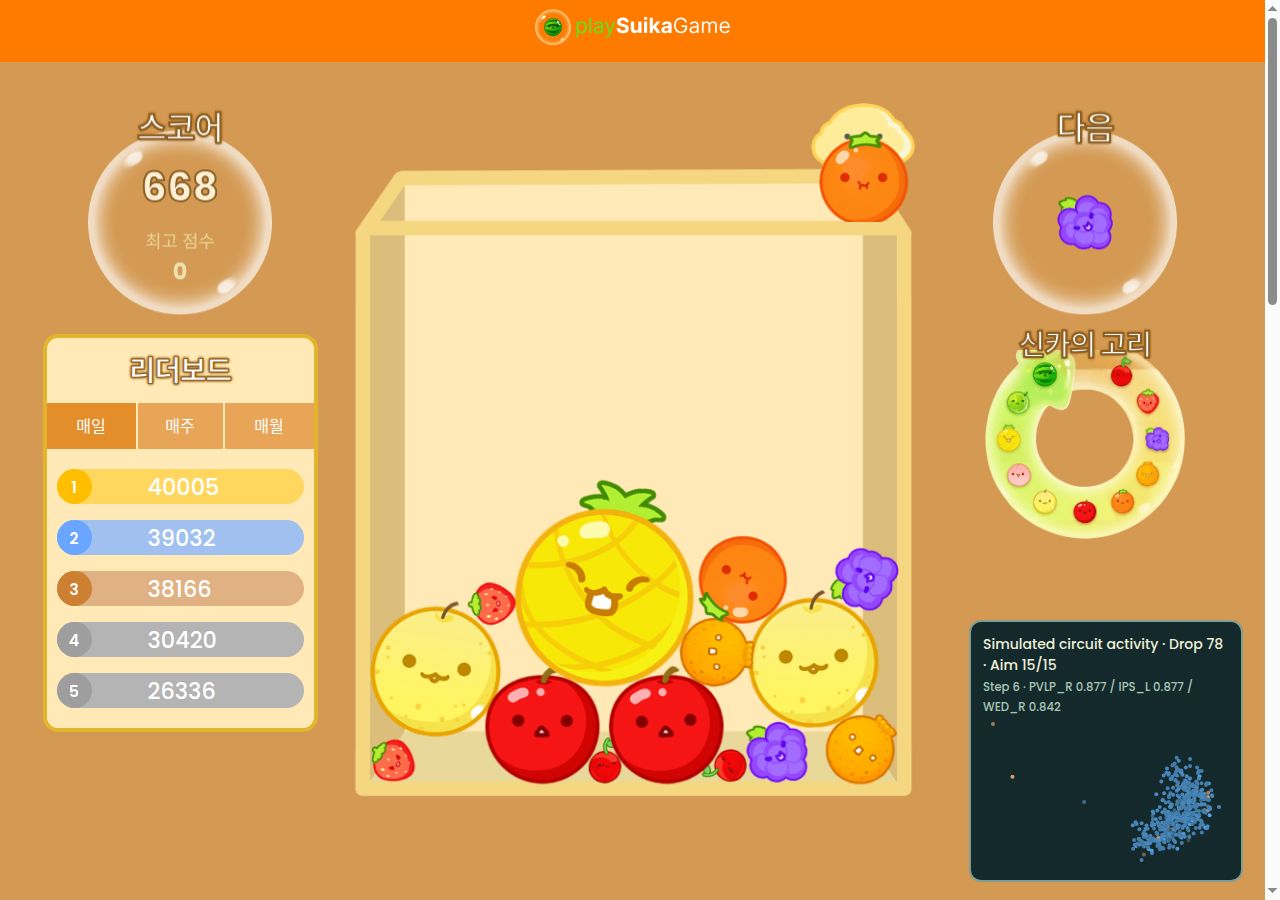 playSuikaGame
스코어
668
최고 점수
0
리더보드
매일 매주 매월
1 40005
2 39032
3 38166
4 30420
5 26336
다음
신카의 고리
Simulated circuit activity · Drop 78
· Aim 15/15
Step 6 · PVLP_R 0.877 / IPS_L 0.877 /
WED_R 0.842